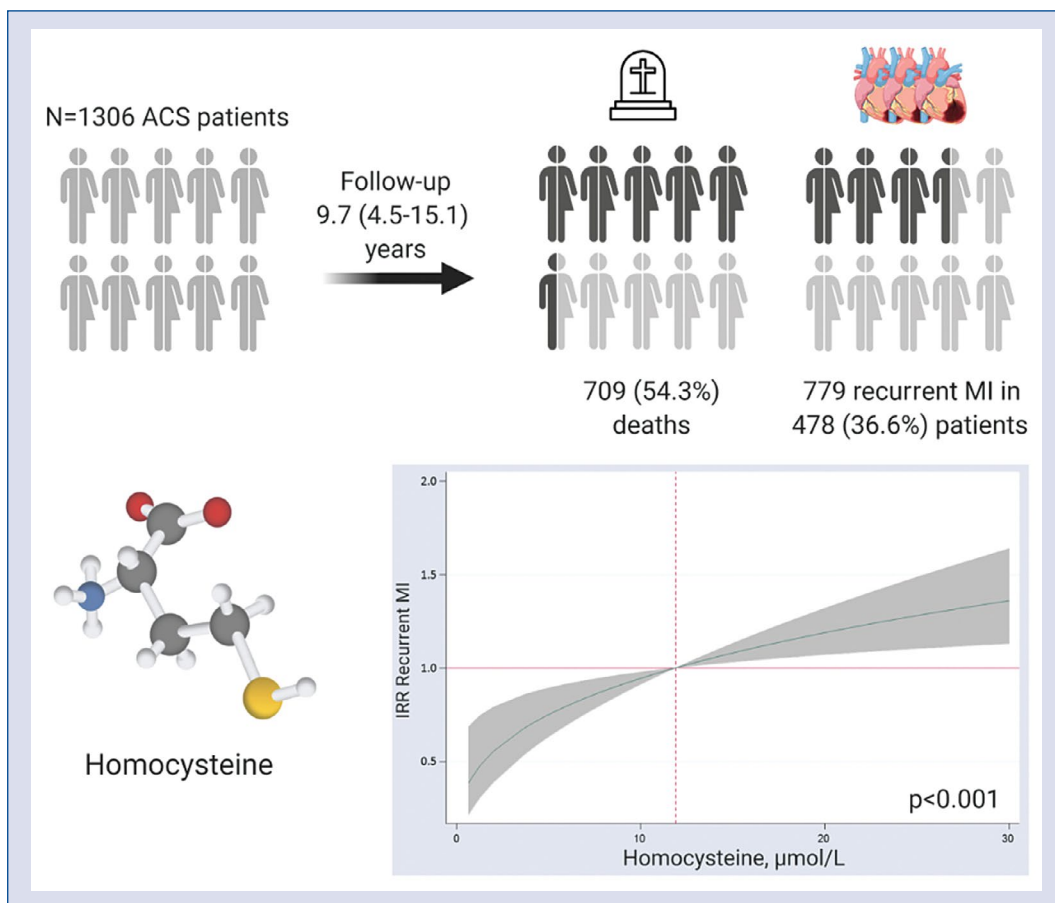 N=1306 ACS patients
Follow-up
9.7 (4.5-15.1)
years
709 (54.3%)
deaths
779 recurrent MI in
478 (36.6%) patients
Homocysteine
IRR Recurrent MI
2.0
1.5
1.0
0.5
p<0.001
0
10
20
30
Homocysteine, μmol/L